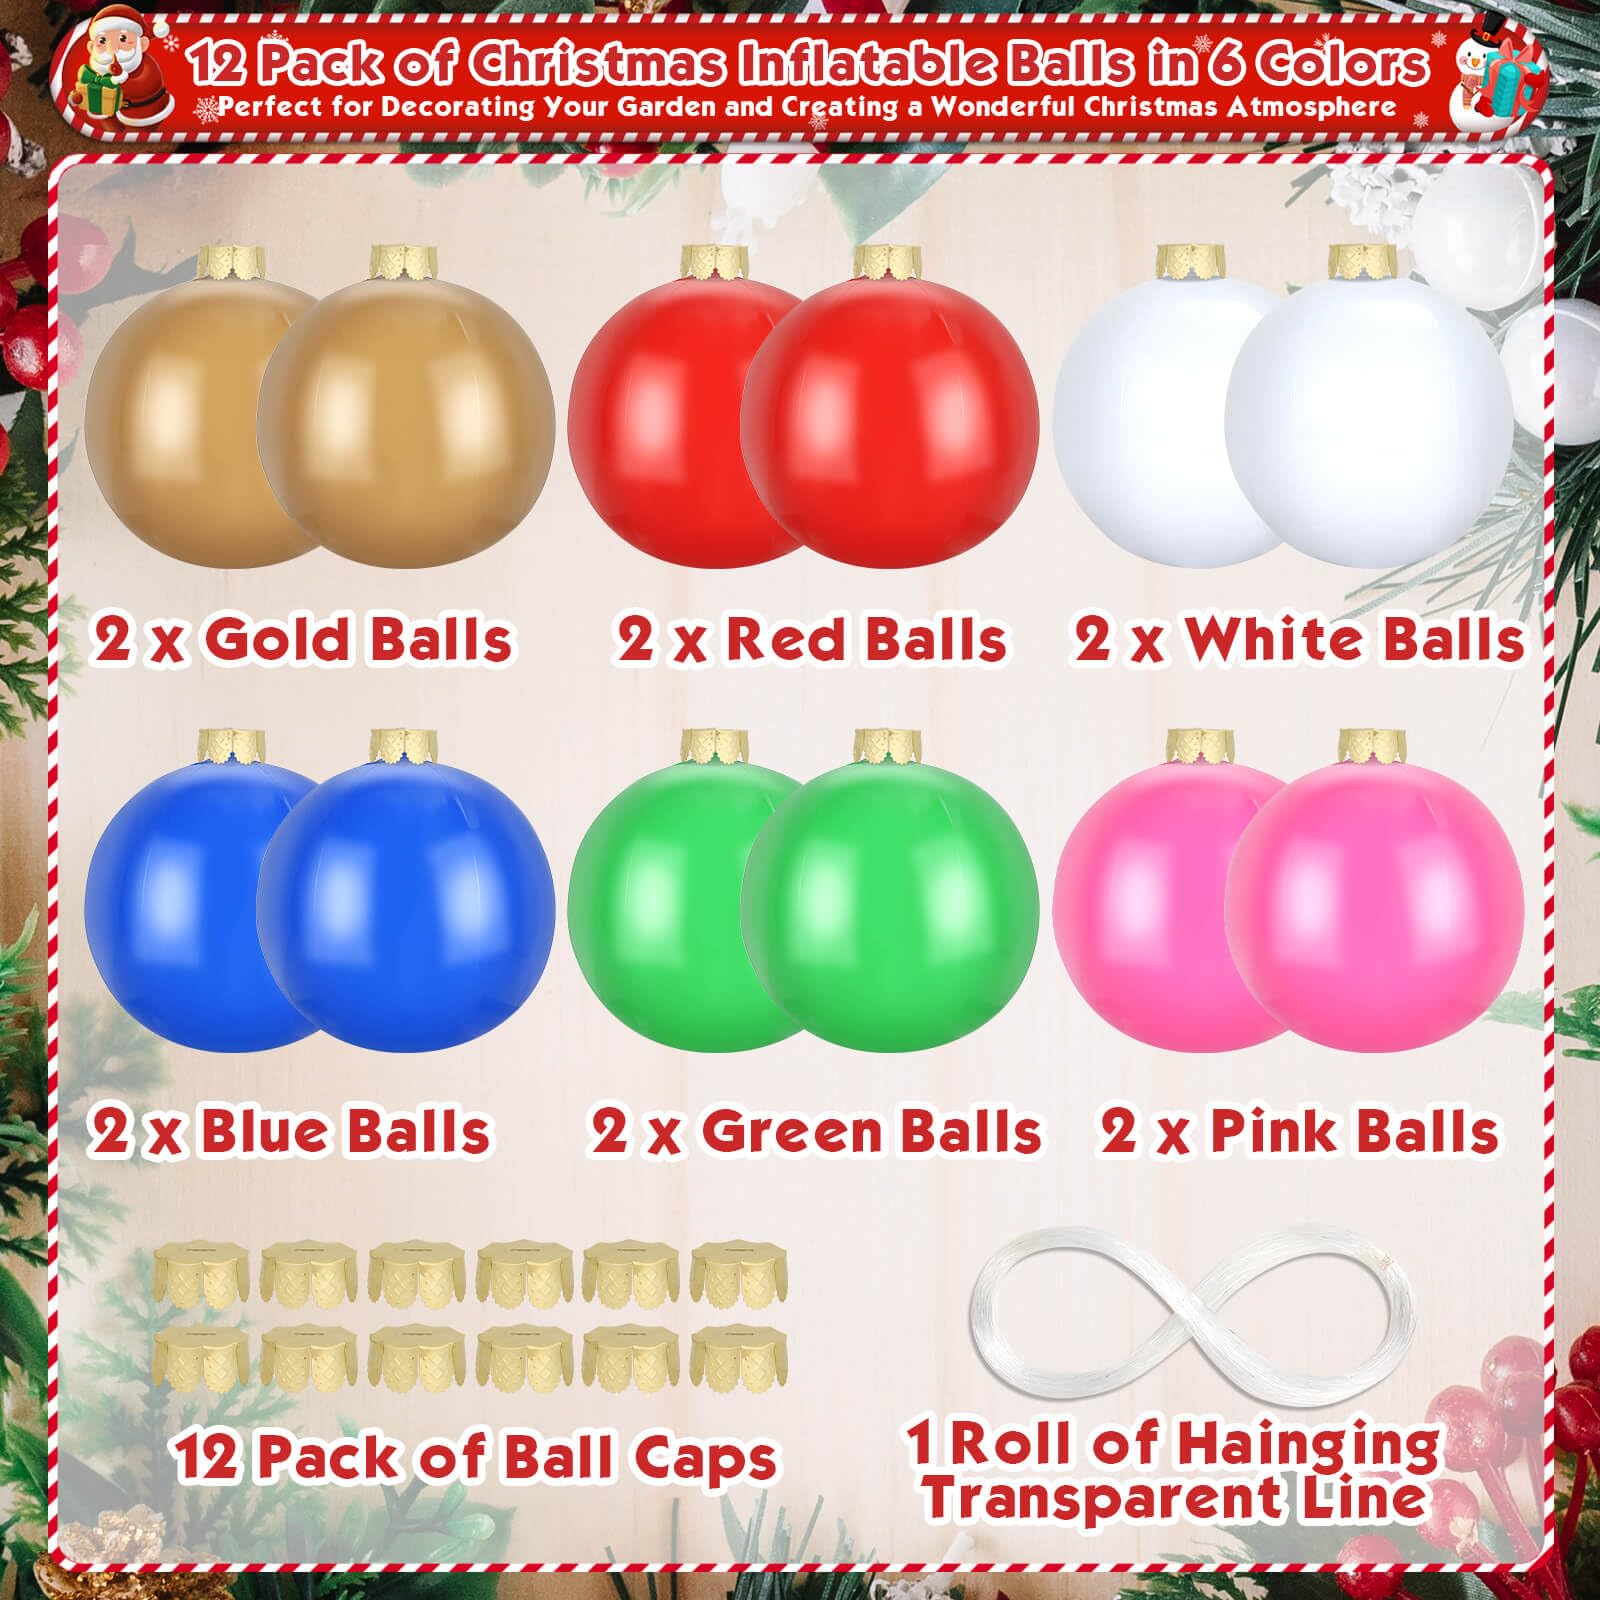 12 Pack of Christmas Inflatable Balls in 6 Colors
Perfect for Decorating Your Garden and Creating a Wonderful Christmas Atmosphere
2 x Gold Balls
2 x Red Balls
2 x White Balls
2 x Blue Balls
2 x Green Balls
2 x Pink Balls
12 Pack of Ball Caps
1 Roll of Hainging
Transparent Line